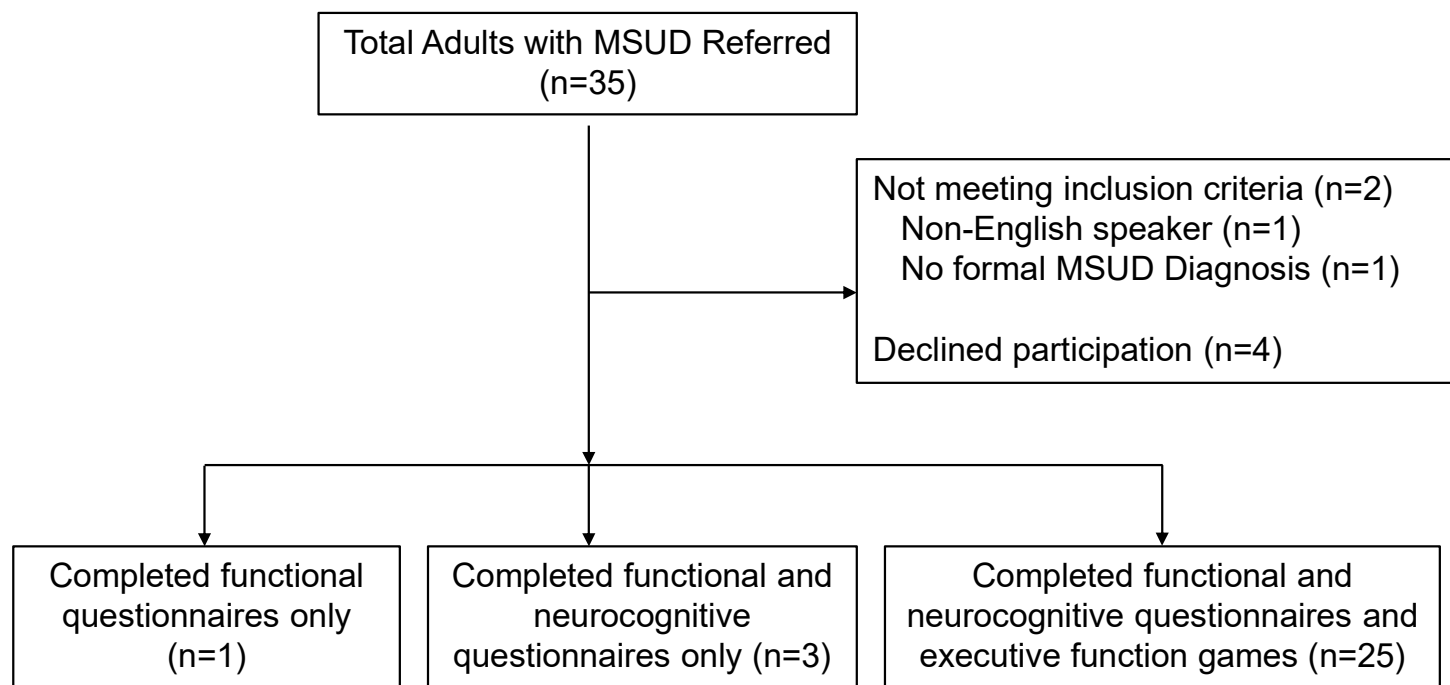 Total Adults with MSUD Referred
(n=35)
Not meeting inclusion criteria (n=2)
Non-English speaker (n=1)
No formal MSUD Diagnosis (n=1)
Declined participation (n=4)
Completed functional
questionnaires only
(n=1)
Completed functional and
neurocognitive
questionnaires only (n=3)
Completed functional and
neurocognitive questionnaires and
executive function games (n=25)